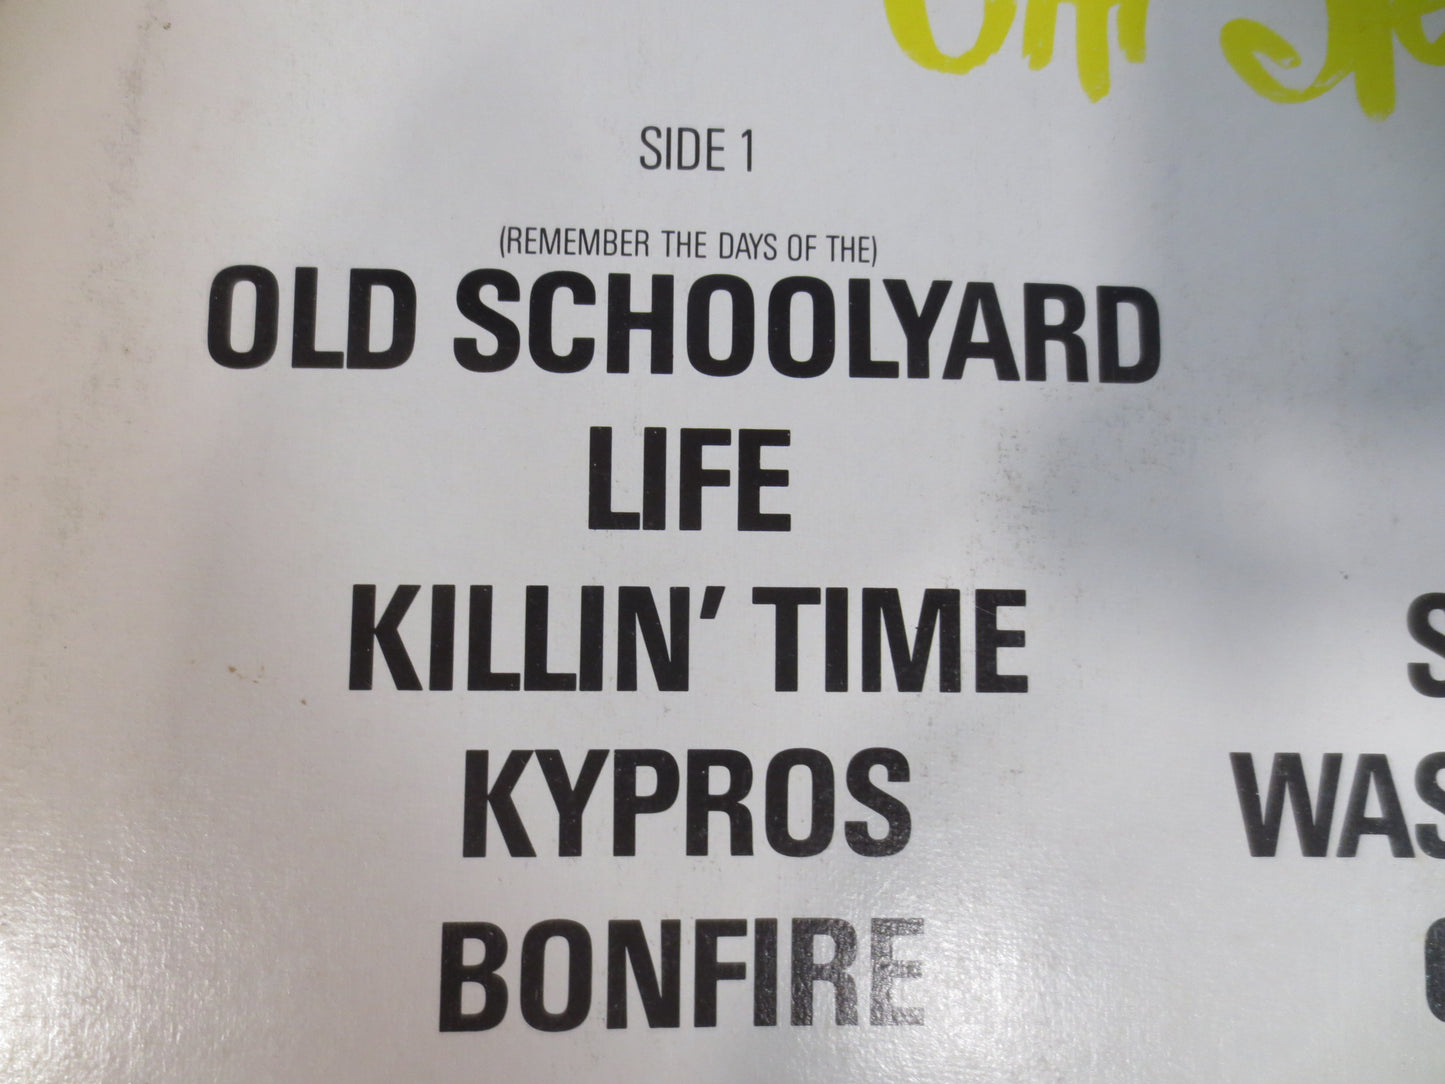 SIDE 1
(REMEMBER THE DAYS OF THE)
OLD SCHOOLYARD
LIFE
KILLIN' TIME
KYPROS
BONFIRE